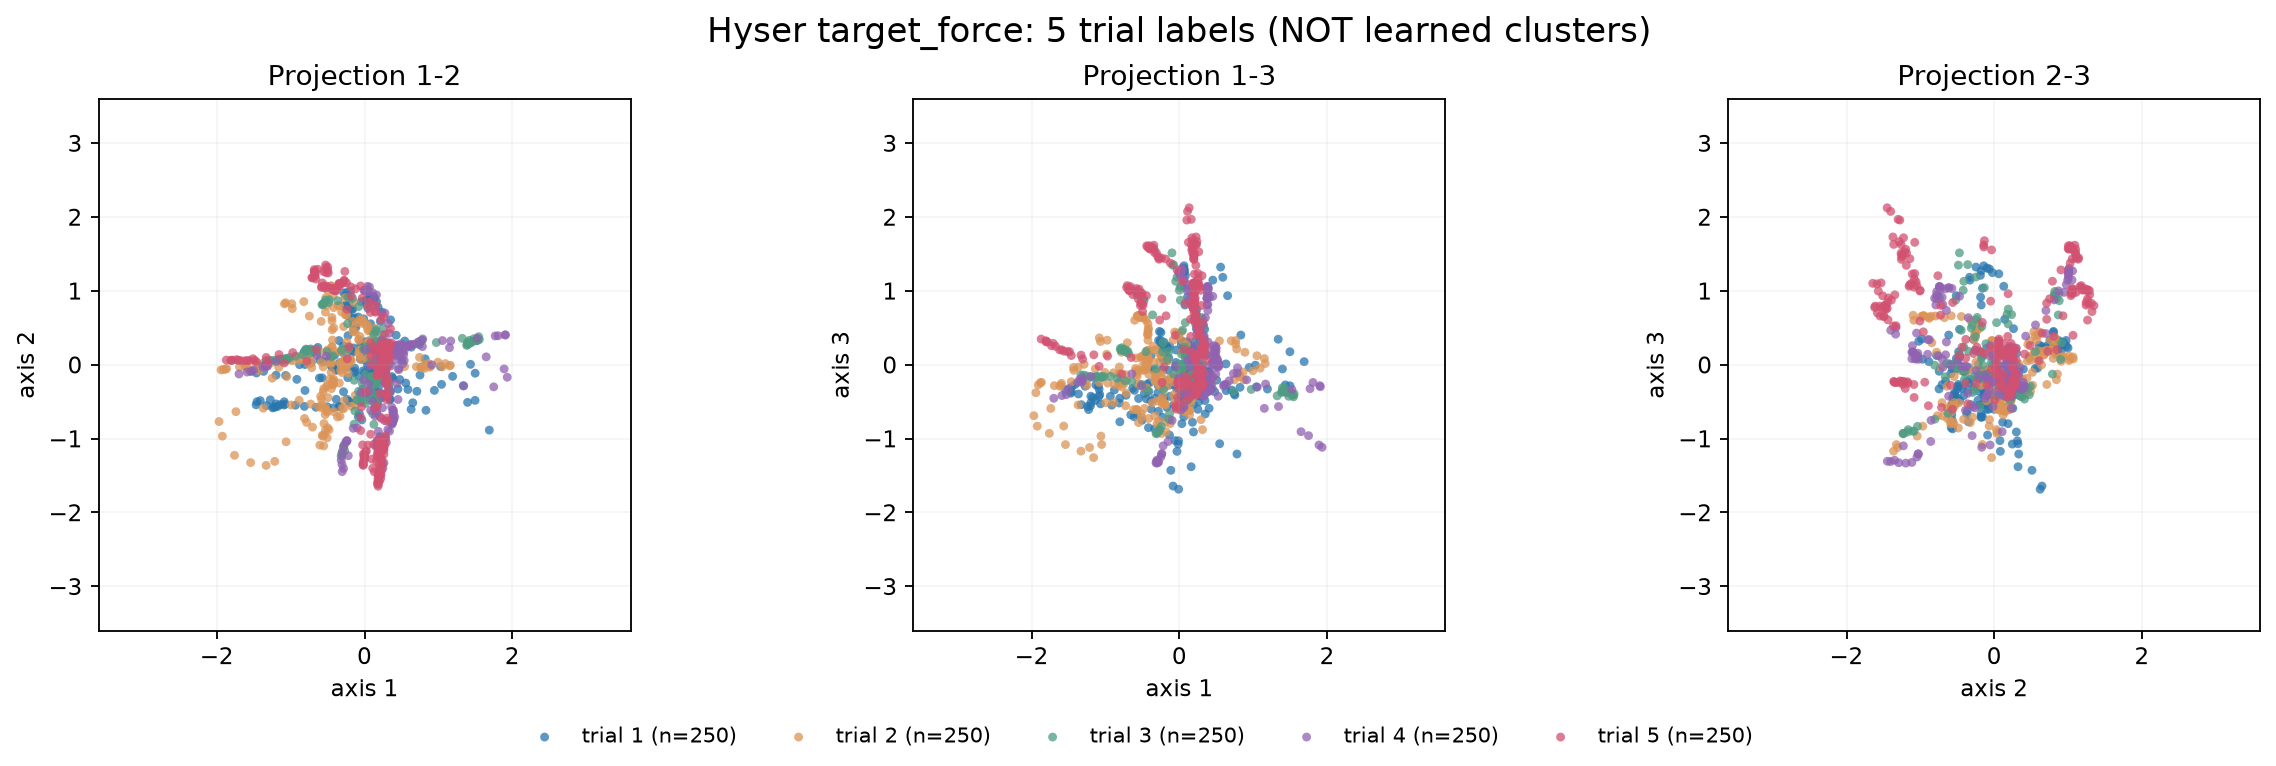 Hyser target_force: 5 trial labels (NOT learned clusters)
Projection 1-2
3
2
1
0
−1
−2
−3
axis 2
−2
0
2
axis 1
Projection 1-3
3
2
1
0
−1
−2
−3
axis 3
−2
0
2
axis 1
Projection 2-3
3
2
1
0
−1
−2
−3
axis 3
−2
0
2
axis 2
trial 1 (n=250)
trial 2 (n=250)
trial 3 (n=250)
trial 4 (n=250)
trial 5 (n=250)